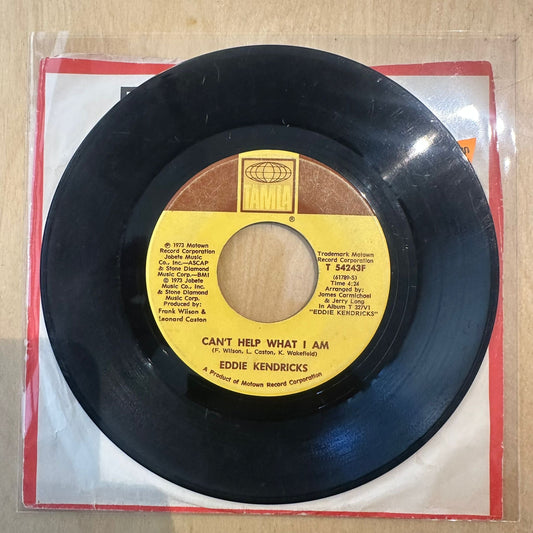 TAMLA
®
℗ 1973 Motown
Record Corporation
Jobete Music
Co., Inc.—ASCAP
& Stone Diamond
Music Corp.—BMI
© 1973 Jobete
Music Co., Inc.
& Stone Diamond
Music Corp.
Produced by:
Frank Wilson &
Leonard Caston
Trademark Motown
Record Corporation
T 54243F
(61789-S)
Time 4:24
Arranged by:
James Carmichael
& Jerry Long
In Album T 327V1
"EDDIE KENDRICKS"
CAN'T HELP WHAT I AM
(F. Wilson, L. Caston, K. Wakefield)
EDDIE KENDRICKS
A Product of Motown Record Corporation